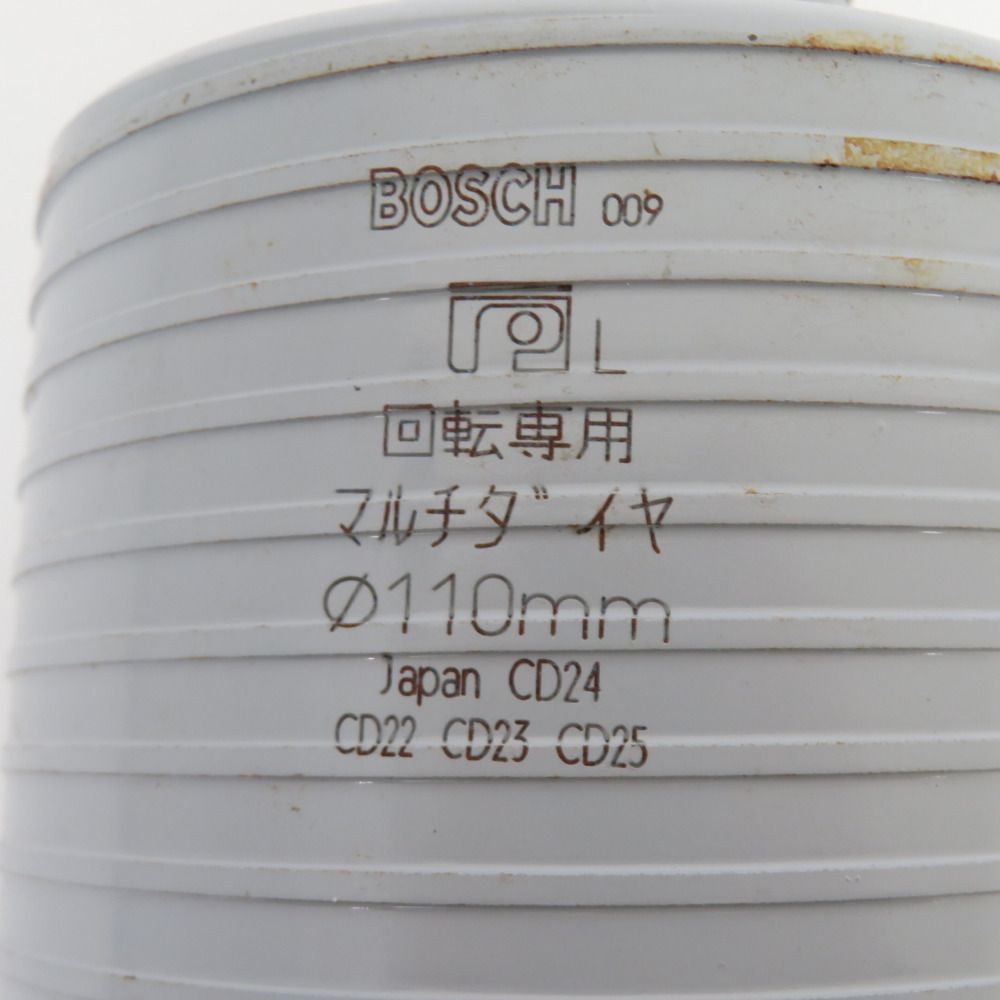 BOSCH 009
L
回転専用
マルチダイヤ
Ø110mm
Japan CD24
CD22 CD23 CD25